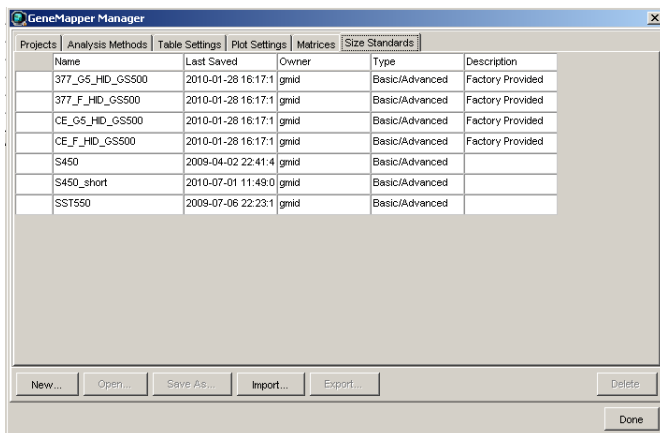 GeneMapper Manager
Projects Analysis Methods Table Settings Plot Settings Matrices Size Standards
Name Last Saved Owner Type Description
377_G5_HID_GS500 2010-01-28 16:17:1 gmid Basic/Advanced Factory Provided
377_F_HID_GS500 2010-01-28 16:17:1 gmid Basic/Advanced Factory Provided
CE_G5_HID_GS500 2010-01-28 16:17:1 gmid Basic/Advanced Factory Provided
CE_F_HID_GS500 2010-01-28 16:17:1 gmid Basic/Advanced Factory Provided
S450 2009-04-02 22:41:4 gmid Basic/Advanced
S450_short 2010-07-01 11:49:0 gmid Basic/Advanced
SST550 2009-07-06 22:23:1 gmid Basic/Advanced
New... Open... Save As... Import... Export... Delete
Done